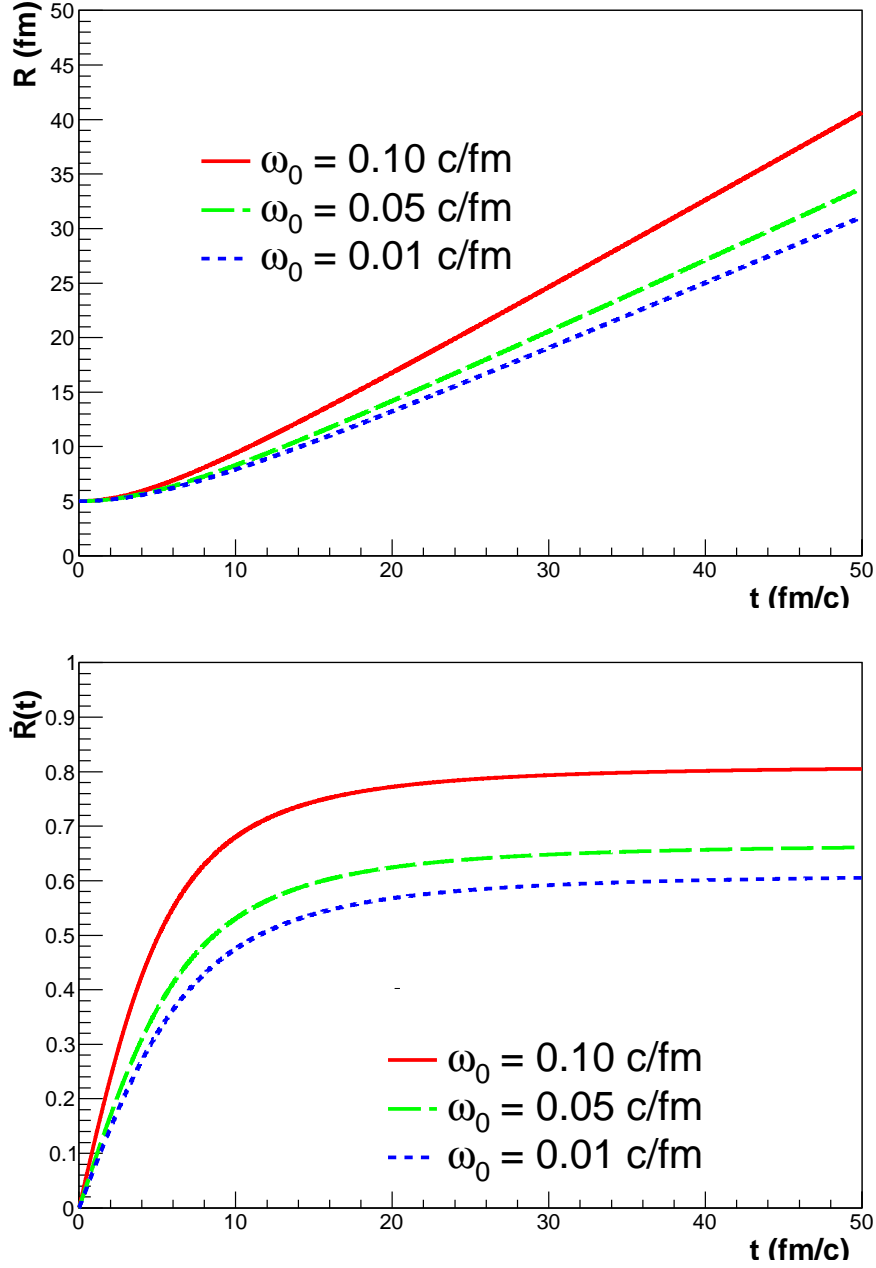 R (fm)
50
45
40
35
30
25
20
15
10
5
0
ω0 = 0.10 c/fm
ω0 = 0.05 c/fm
ω0 = 0.01 c/fm
0 10 20 30 40 50
t (fm/c)
Ṙ(t)
1
0.9
0.8
0.7
0.6
0.5
0.4
0.3
0.2
0.1
0
ω0 = 0.10 c/fm
ω0 = 0.05 c/fm
ω0 = 0.01 c/fm
0 10 20 30 40 50
t (fm/c)